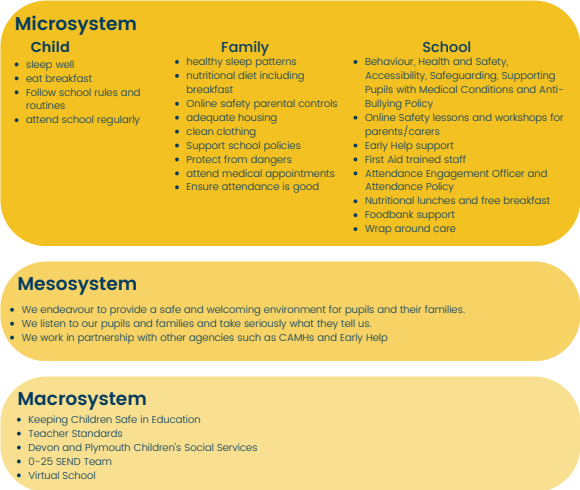 Microsystem
Child
sleep well
eat breakfast
Follow school rules and
routines
attend school regularly
Family
healthy sleep patterns
nutritional diet including
breakfast
Online safety parental controls
adequate housing
clean clothing
Support school policies
Protect from dangers
attend medical appointments
Ensure attendance is good
School
Behaviour, Health and Safety,
Accessibility, Safeguarding, Supporting
Pupils with Medical Conditions and Anti-
Bullying Policy
Online Safety lessons and workshops for
parents/carers
Early Help support
First Aid trained staff
Attendance Engagement Officer and
Attendance Policy
Nutritional lunches and free breakfast
Foodbank support
Wrap around care
Mesosystem
We endeavour to provide a safe and welcoming environment for pupils and their families.
We listen to our pupils and families and take seriously what they tell us.
We work in partnership with other agencies such as CAMHs and Early Help
Macrosystem
Keeping Children Safe in Education
Teacher Standards
Devon and Plymouth Children's Social Services
0-25 SEND Team
Virtual School